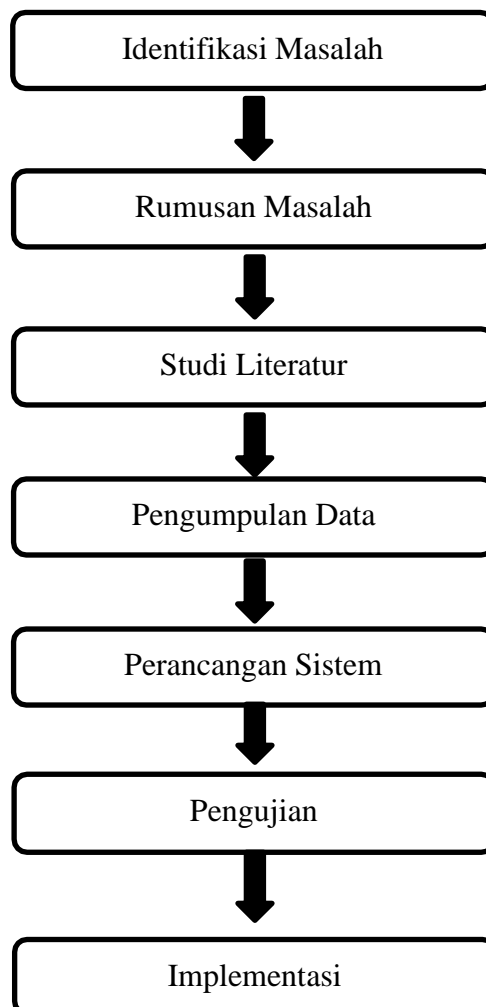 Identifikasi Masalah
Rumusan Masalah
Studi Literatur
Pengumpulan Data
Perancangan Sistem
Pengujian
Implementasi